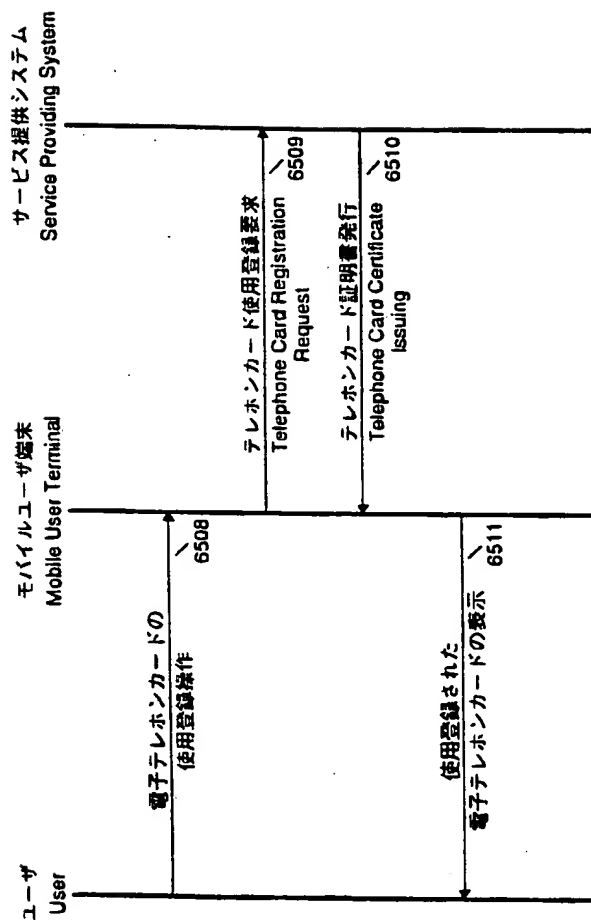 ユーザ
User
モバイルユーザ端末
Mobile User Terminal
サービス提供システム
Service Providing System
電子テレホンカードの
使用登録操作
6508
テレホンカード使用登録要求
Telephone Card Registration
Request
6509
テレホンカード証明書発行
Telephone Card Certificate
Issuing
6510
使用登録された
電子テレホンカードの表示
6511